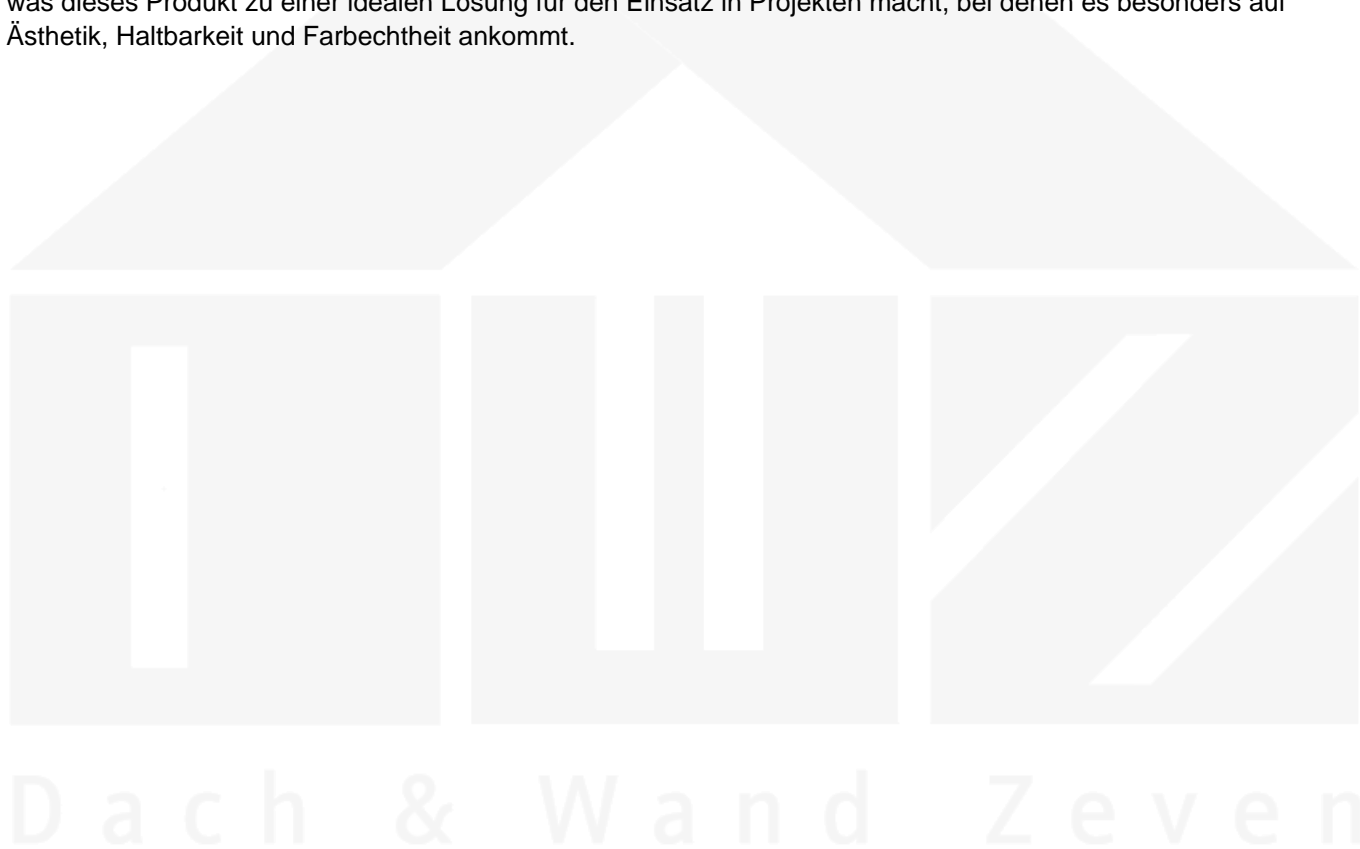 was dieses Produkt zu einer idealen Lösung für den Einsatz in Projekten macht, bei denen es besonders auf
Ästhetik, Haltbarkeit und Farbechtheit ankommt.
Dach & Wand Zeven